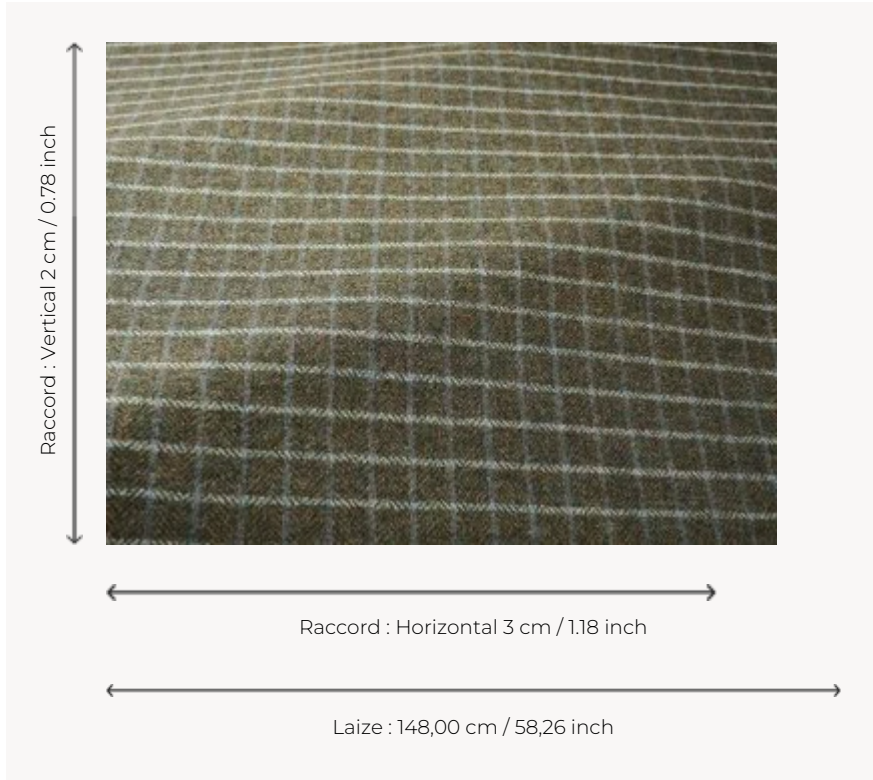 Raccord : Vertical 2 cm / 0.78 inch
Raccord : Horizontal 3 cm / 1.18 inch
Laize : 148,00 cm / 58,26 inch